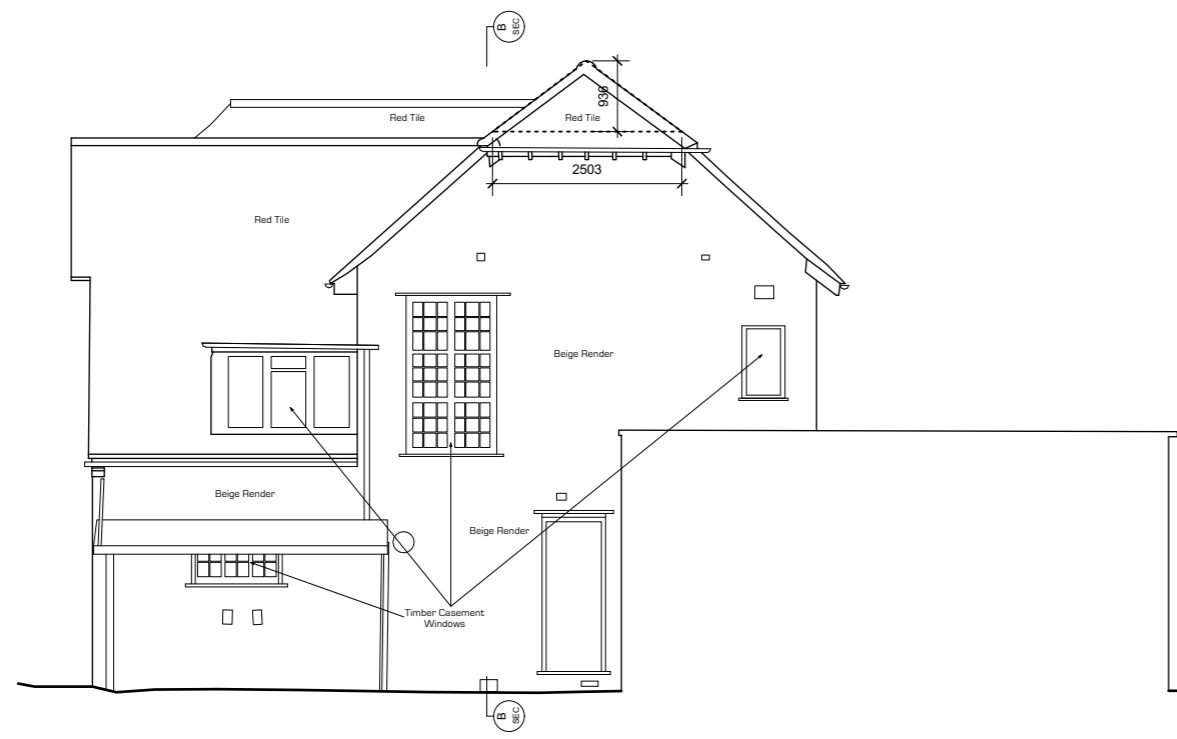 B
SEC
936
Red Tile
Red Tile
2503
Red Tile
Beige Render
Beige Render
Beige Render
Timber Casement
Windows
B
SEC